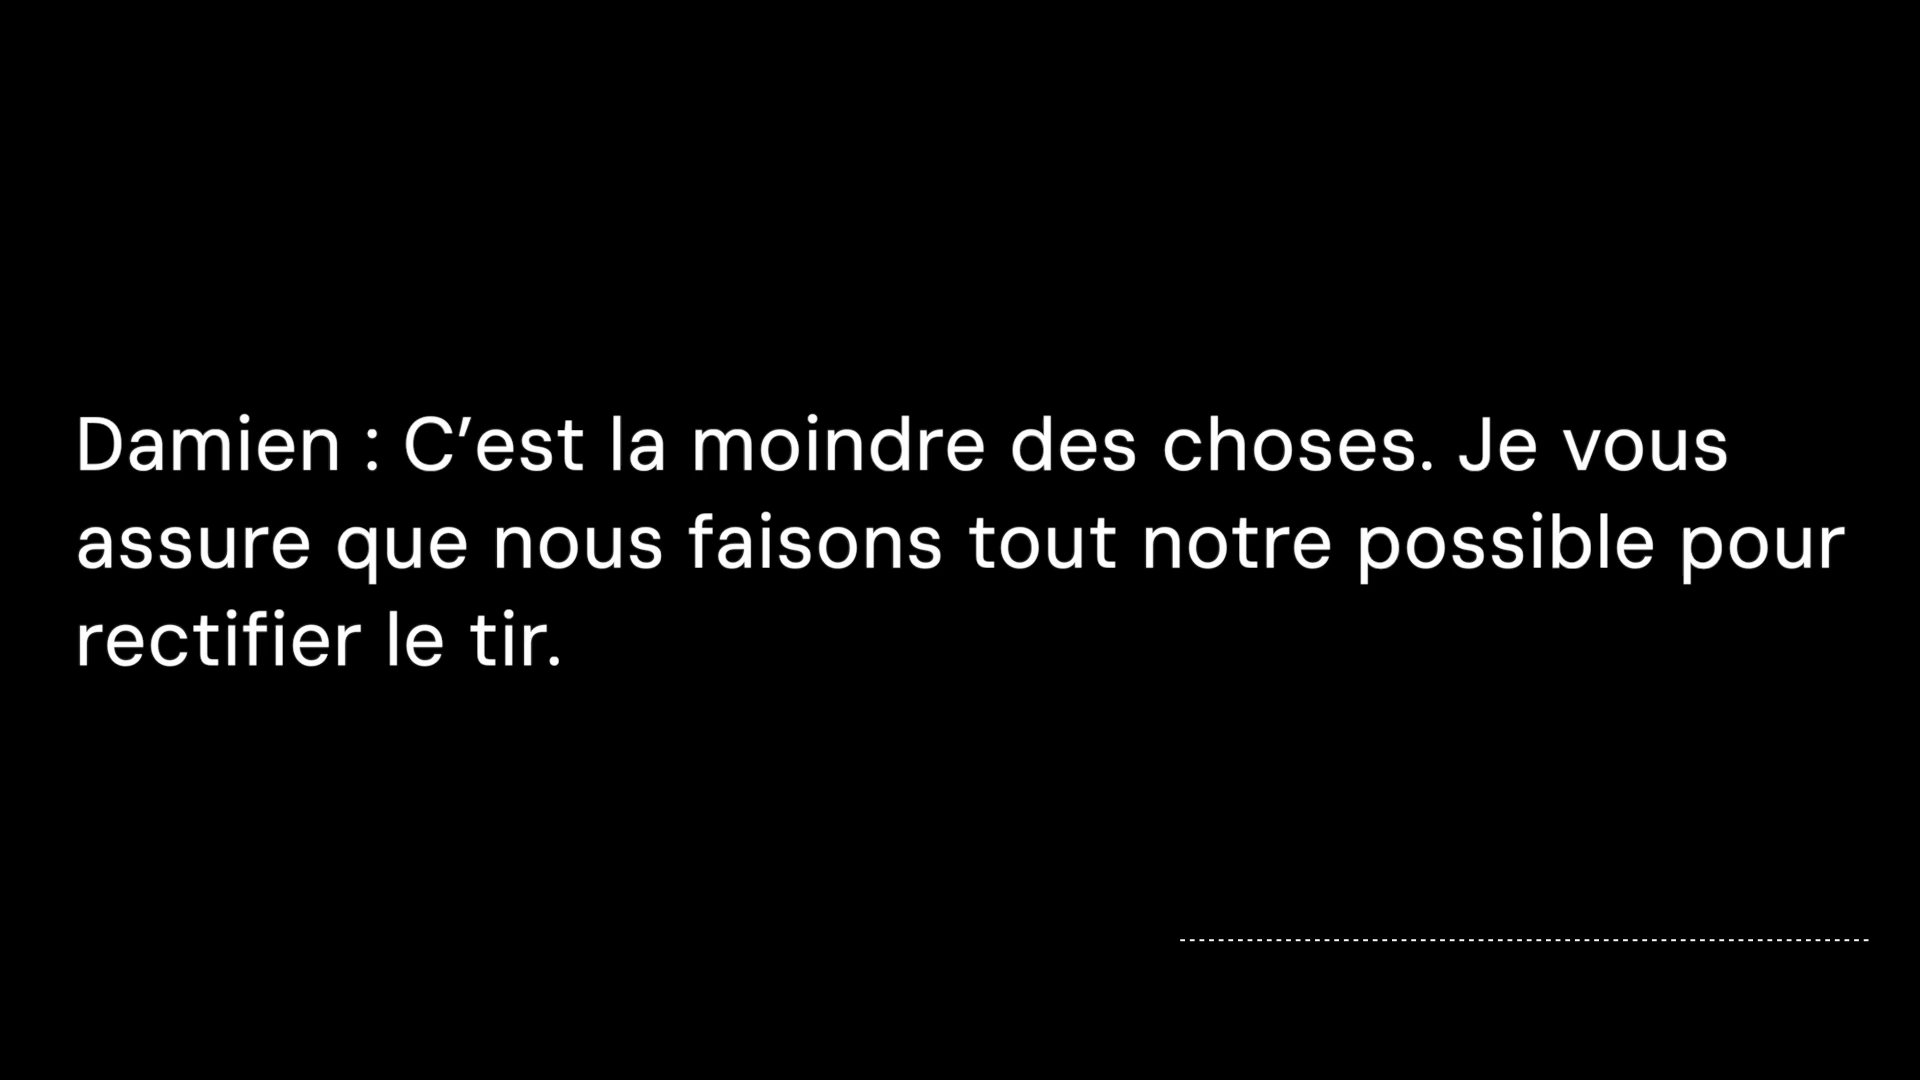 Damien : C’est la moindre des choses. Je vous
assure que nous faisons tout notre possible pour
rectifier le tir.